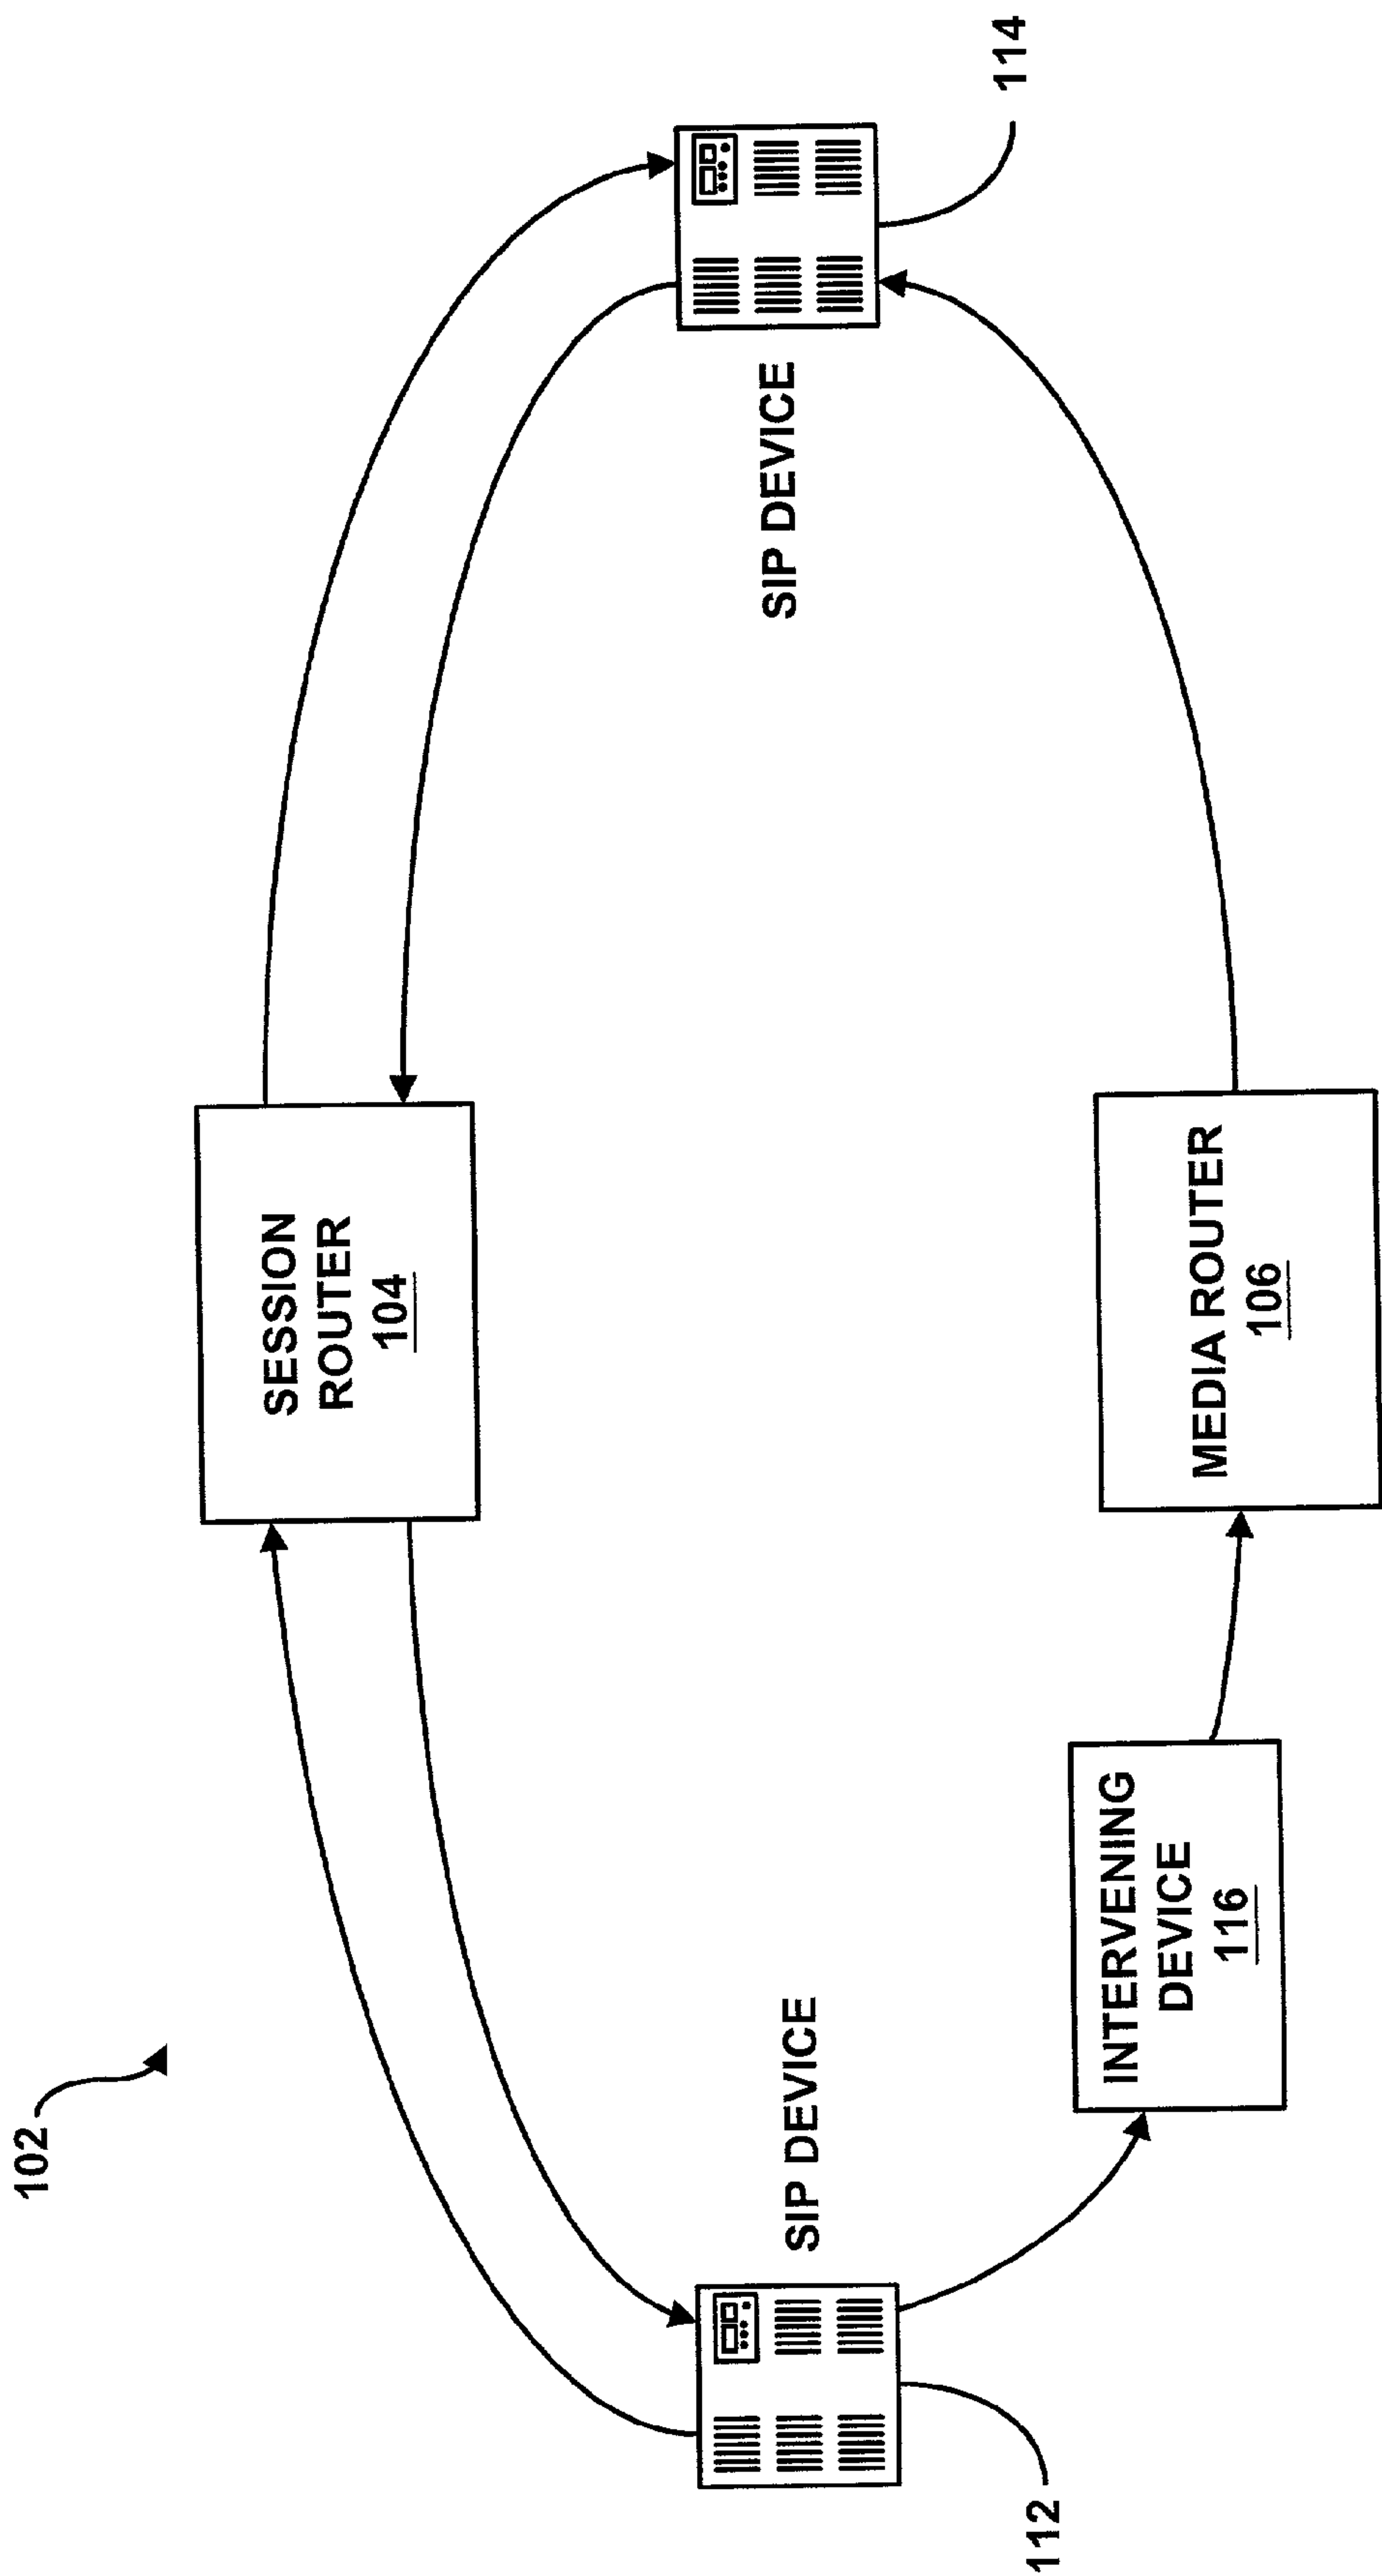 102
SESSION
ROUTER
104
SIP DEVICE
114
SIP DEVICE
112
INTERVENING
DEVICE
116
MEDIA ROUTER
106